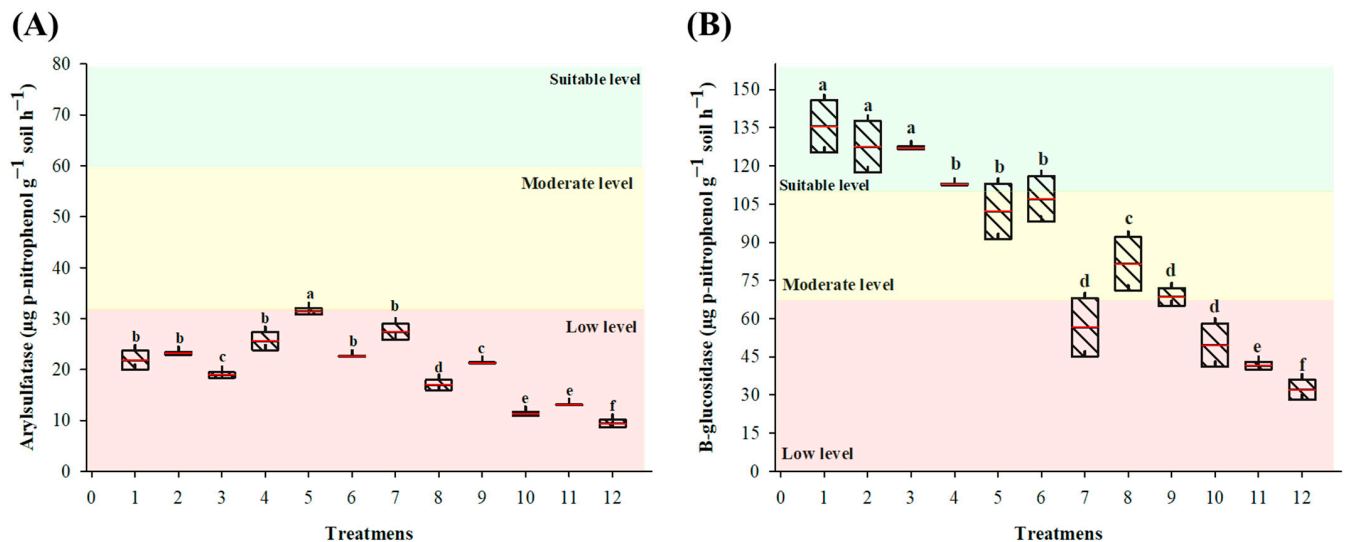 (A)
Arylsulfatase (µg p-nitrophenol g−1 soil h−1)
80
70
60
50
40
30
20
10
0
Suitable level
Moderate level
Low level
b
b
c
b
a
b
b
d
c
e
e
f
0 1 2 3 4 5 6 7 8 9 10 11 12
Treatmens
(B)
B-glucosidase (µg p-nitrophenol g−1 soil h−1)
150
135
120
105
90
75
60
45
30
15
0
Suitable level
Moderate level
Low level
a
a
a
b
b
b
d
c
d
d
e
f
0 1 2 3 4 5 6 7 8 9 10 11 12
Treatmens